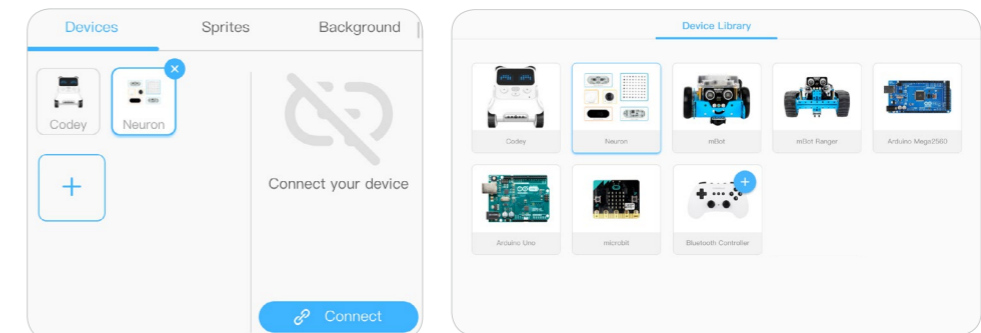 Devices Sprites Background
Codey Neuron
Connect your device
Connect
Device Library
Codey Neuron mBot mBot Ranger Arduino Mega2560
Arduino Uno microbit Bluetooth Controller